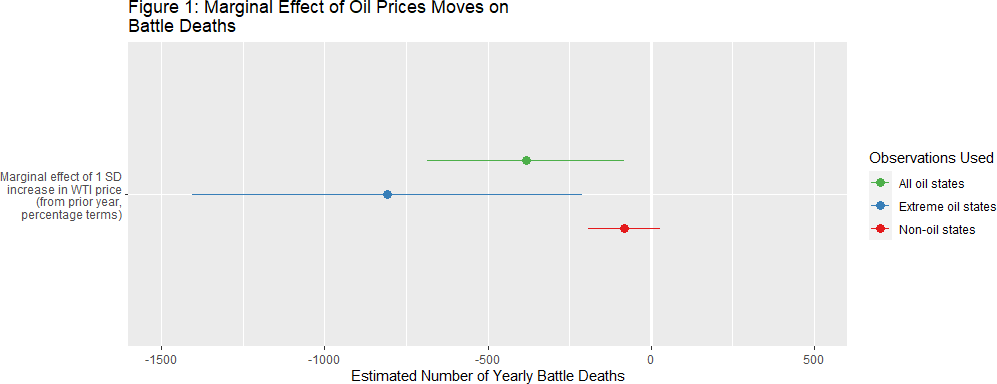 Figure 1: Marginal Effect of Oil Prices Moves on
Battle Deaths
Marginal effect of 1 SD
increase in WTI price
(from prior year,
percentage terms)
-1500
-1000
-500
0
500
Estimated Number of Yearly Battle Deaths
Observations Used
All oil states
Extreme oil states
Non-oil states